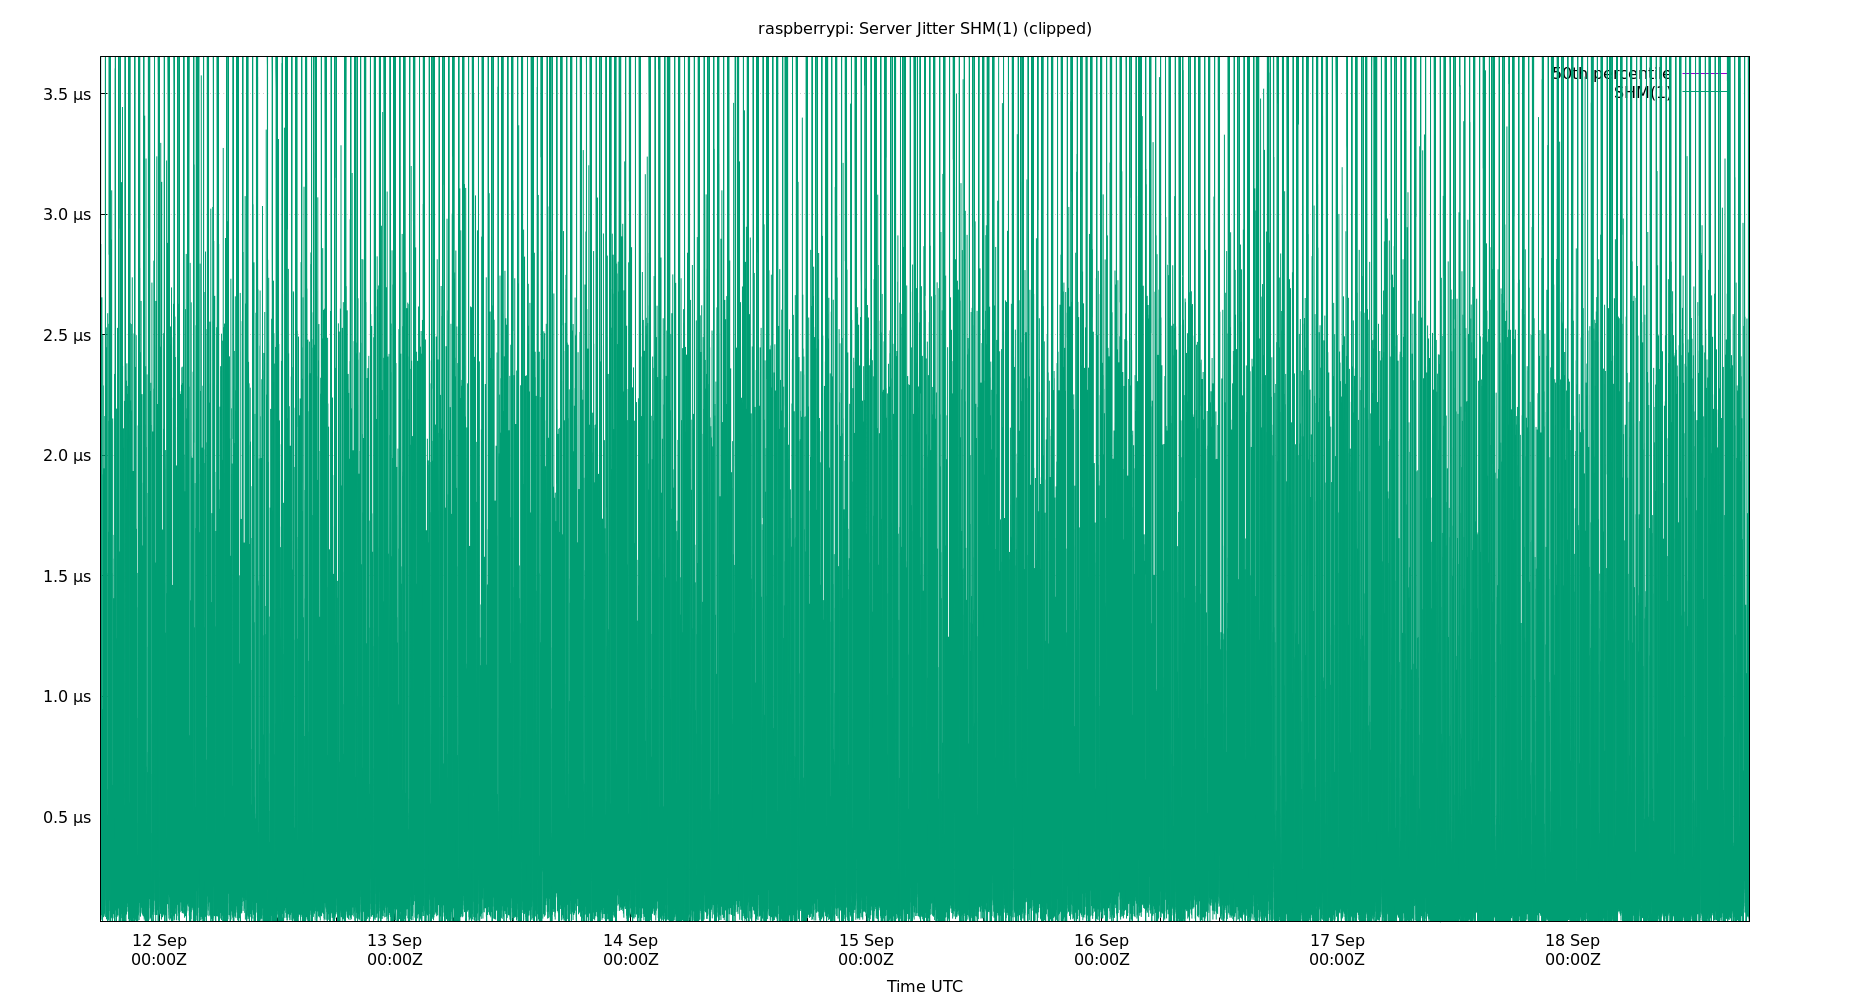 raspberrypi: Server Jitter SHM(1) (clipped)
50th percentile
SHM(1)
3.5 µs
3.0 µs
2.5 µs
2.0 µs
1.5 µs
1.0 µs
0.5 µs
12 Sep 13 Sep 14 Sep 15 Sep 16 Sep 17 Sep 18 Sep
00:00Z 00:00Z 00:00Z 00:00Z 00:00Z 00:00Z 00:00Z
Time UTC